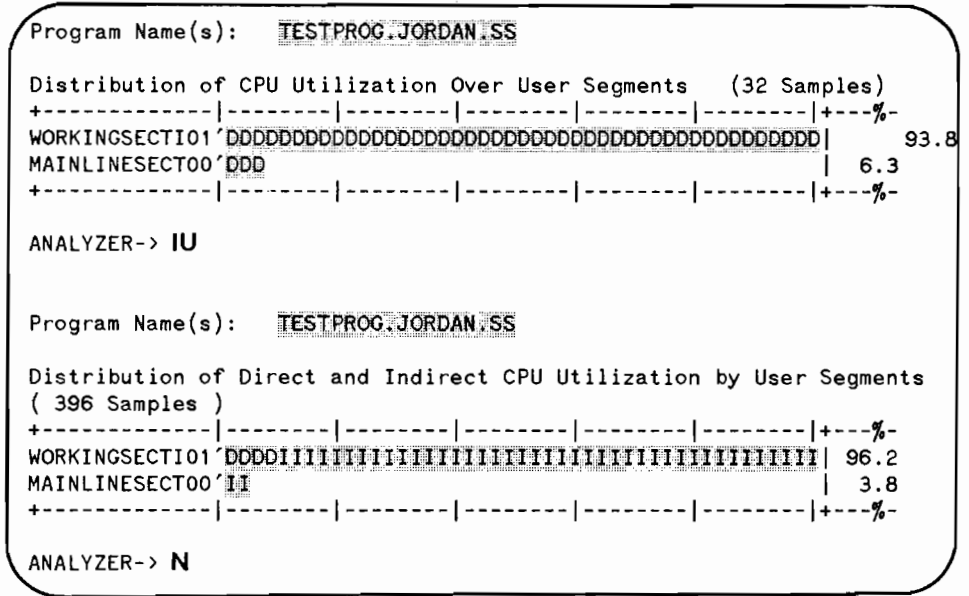 Program Name(s):   TESTPROG.JORDAN.SS
Distribution of CPU Utilization Over User Segments   (32 Samples)
+--------------|--------|--------|--------|--------|--------|+---%-
WORKINGSECTI01'DDDDDDDDDDDDDDDDDDDDDDDDDDDDDDDDDDDDDDDDDDDDD|      93.8
MAINLINESECT00'DDD                                          |  6.3
+--------------|--------|--------|--------|--------|--------|+---%-
ANALYZER-> IU
Program Name(s):   TESTPROG.JORDAN.SS
Distribution of Direct and Indirect CPU Utilization by User Segments
( 396 Samples )
+--------------|--------|--------|--------|--------|--------|+---%-
WORKINGSECTI01'DDDDIIIIIIIIIIIIIIIIIIIIIIIIIIIIIIIIIIIIIIIII| 96.2
MAINLINESECT00'II                                           |  3.8
+--------------|--------|--------|--------|--------|--------|+---%-
ANALYZER-> N